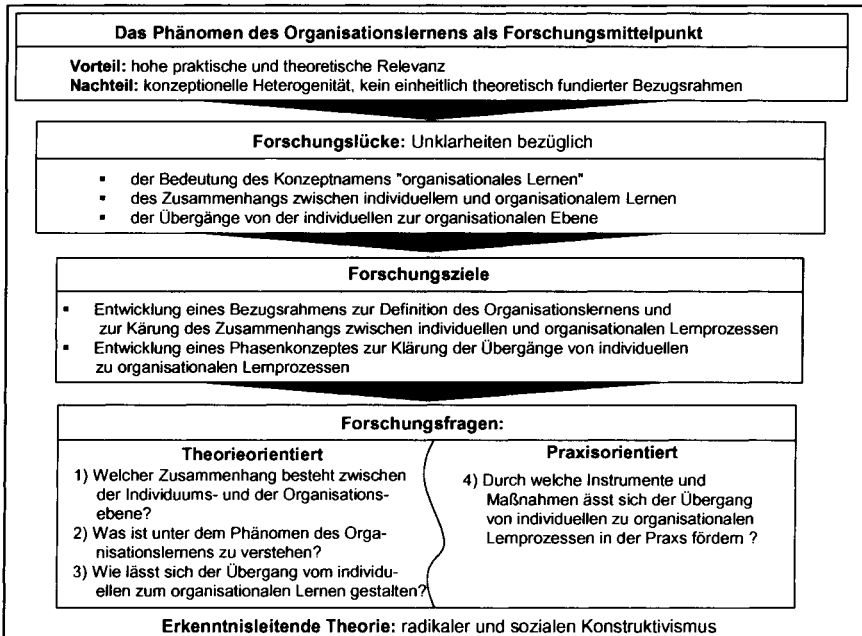 Das Phänomen des Organisationslernens als Forschungsmittelpunkt
Vorteil: hohe praktische und theoretische Relevanz
Nachteil: konzeptionelle Heterogenität, kein einheitlich theoretisch fundierter Bezugsrahmen
Forschungslücke: Unklarheiten bezüglich
▪ der Bedeutung des Konzeptnamens "organisationales Lernen"
▪ des Zusammenhangs zwischen individuellem und organisationalem Lernen
▪ der Übergänge von der individuellen zur organisationalen Ebene
Forschungsziele
▪ Entwicklung eines Bezugsrahmens zur Definition des Organisationslernens und
zur Kärung des Zusammenhangs zwischen individuellen und organisationalen Lernprozessen
▪ Entwicklung eines Phasenkonzeptes zur Klärung der Übergänge von individuellen
zu organisationalen Lernprozessen
Forschungsfragen:
Theorieorientiert
1) Welcher Zusammenhang besteht zwischen
der Individuums- und der Organisations-
ebene?
2) Was ist unter dem Phänomen des Orga-
nisationslernens zu verstehen?
3) Wie lässt sich der Übergang vom individu-
ellen zum organisationalen Lernen gestalten?
Praxisorientiert
4) Durch welche Instrumente und
Maßnahmen ässt sich der Übergang
von individuellen zu organisationalen
Lernprozessen in der Praxs fördern ?
Erkenntnisleitende Theorie: radikaler und sozialen Konstruktivismus